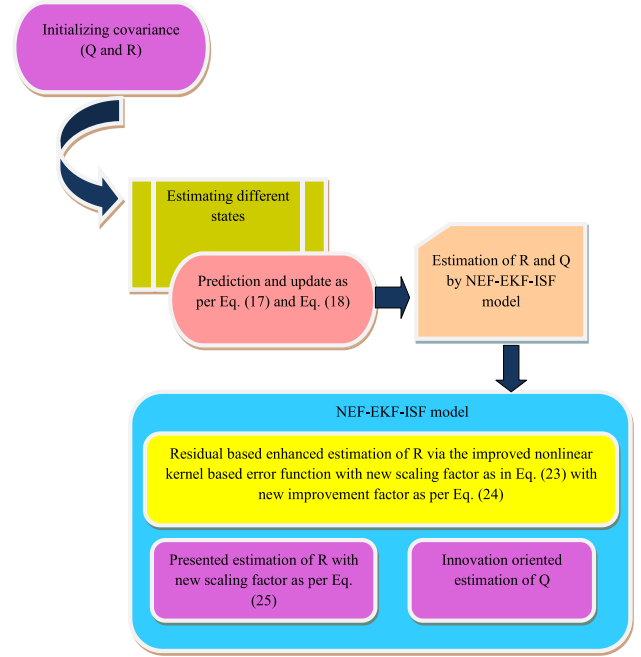 Initializing covariance
(Q and R)
Estimating different
states
Prediction and update as
per Eq. (17) and Eq. (18)
Estimation of R and Q
by NEF-EKF-ISF
model
NEF-EKF-ISF model
Residual based enhanced estimation of R via the improved nonlinear
kernel based error function with new scaling factor as in Eq. (23) with
new improvement factor as per Eq. (24)
Presented estimation of R with
new scaling factor as per Eq.
(25)
Innovation oriented
estimation of Q